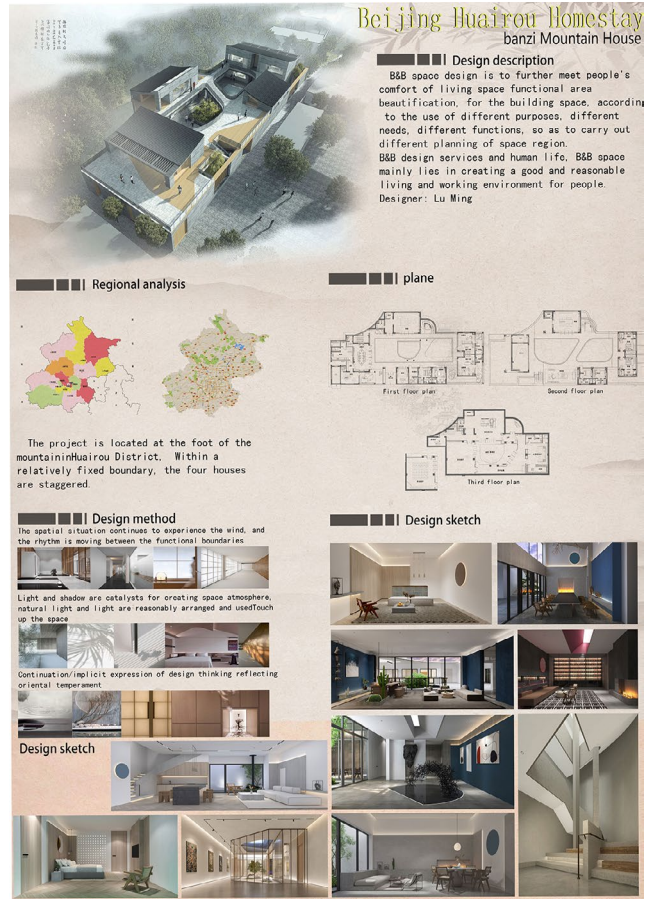 Beijing Huairou Homestay
banzi Mountain House
Design description
B&B space design is to further meet people's
comfort of living space functional area
beautification, for the building space, according
to the use of different purposes, different
needs, different functions, so as to carry out
different planning of space region.
B&B design services and human life, B&B space
mainly lies in creating a good and reasonable
living and working environment for people.
Designer: Lu Ming
Regional analysis
The project is located at the foot of the
mountaininHuairou District. Within a
relatively fixed boundary, the four houses
are staggered.
plane
First floor plan
Second floor plan
Third floor plan
Design method
The spatial situation continues to experience the wind, and
the rhythm is moving between the functional boundaries
Light and shadow are catalysts for creating space atmosphere,
natural light and light are reasonably arranged and usedTouch
up the space
Continuation/implicit expression of design thinking reflecting
oriental temperament
Design sketch
Design sketch